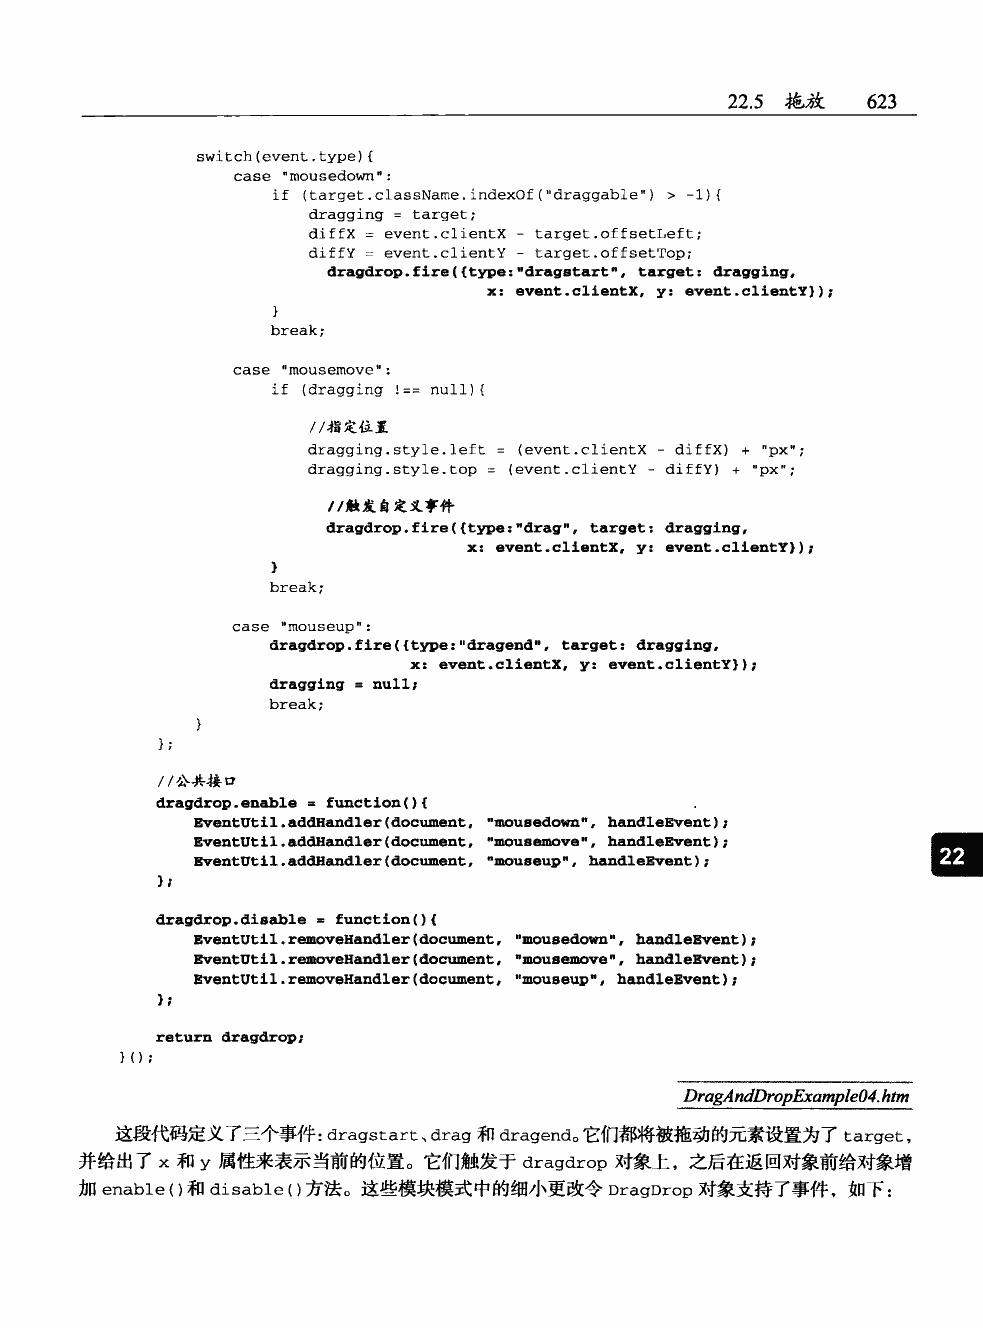 22.5 拖放 623
switch(event.type){
case "mousedown":
if (target.className.indexOf("draggable") > -1){
dragging = target;
diffX = event.clientX - target.offsetLeft;
diffY = event.clientY - target.offsetTop;
dragdrop.fire({type:"dragstart", target: dragging,
x: event.clientX, y: event.clientY});
}
break;
case "mousemove":
if (dragging !== null){
//指定位置
dragging.style.left = (event.clientX - diffX) + "px";
dragging.style.top = (event.clientY - diffY) + "px";
//触发自定义事件
dragdrop.fire({type:"drag", target: dragging,
x: event.clientX, y: event.clientY});
}
break;
case "mouseup":
dragdrop.fire({type:"dragend", target: dragging,
x: event.clientX, y: event.clientY});
dragging = null;
break;
}
};
//公共接口
dragdrop.enable = function(){
EventUtil.addHandler(document, "mousedown", handleEvent);
EventUtil.addHandler(document, "mousemove", handleEvent);
EventUtil.addHandler(document, "mouseup", handleEvent);
};
22
dragdrop.disable = function(){
EventUtil.removeHandler(document, "mousedown", handleEvent);
EventUtil.removeHandler(document, "mousemove", handleEvent);
EventUtil.removeHandler(document, "mouseup", handleEvent);
};
return dragdrop;
}();
DragAndDropExample04.htm
这段代码定义了三个事件：dragstart、drag 和 dragend。它们都将被拖动的元素设置为了 target，
并给出了 x 和 y 属性来表示当前的位置。它们触发于 dragdrop 对象上，之后在返回对象前给对象增
加 enable()和 disable()方法。这些模块模式中的细小更改令 DragDrop 对象支持了事件，如下：